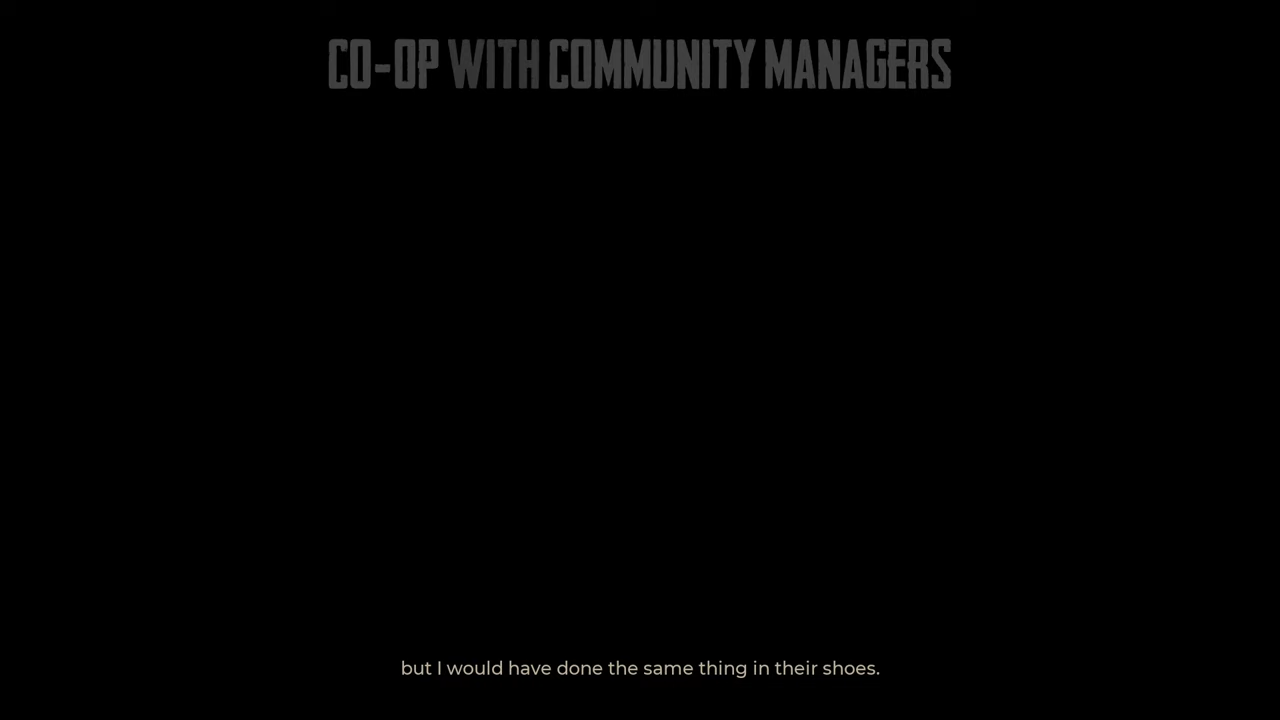 CO-OP WITH COMMUNITY MANAGERS
but I would have done the same thing in their shoes.